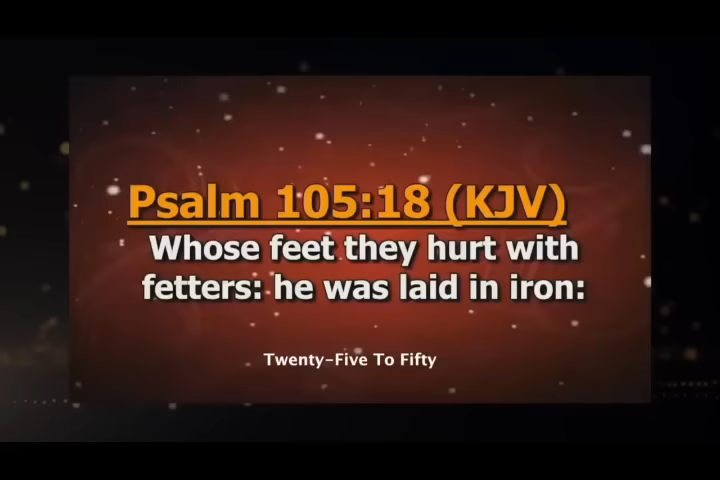 Psalm 105:18 (KJV)
Whose feet they hurt with
fetters: he was laid in iron:
Twenty-Five To Fifty